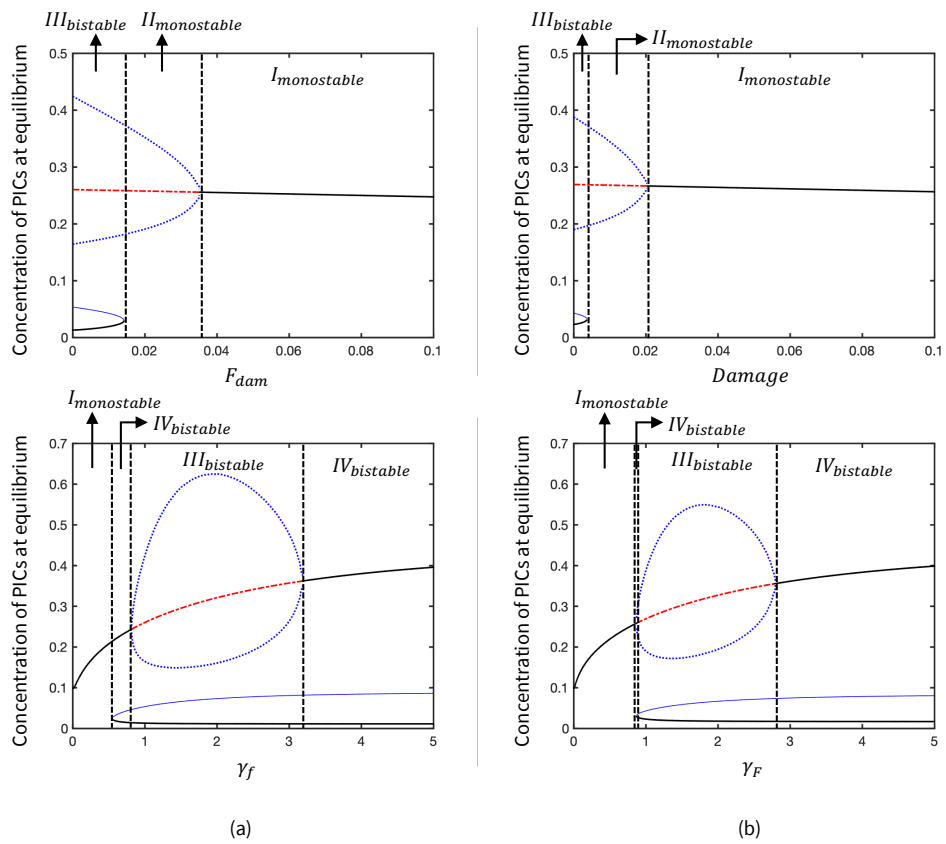 III_bistable II_monostable
I_monostable
Concentration of PICs at equilibrium
0.5
0.4
0.3
0.2
0.1
0
0 0.02 0.04 0.06 0.08 0.1
F_dam
III_bistable
II_monostable
I_monostable
Concentration of PICs at equilibrium
0.5
0.4
0.3
0.2
0.1
0
0 0.02 0.04 0.06 0.08 0.1
Damage
I_monostable
IV_bistable
III_bistable IV_bistable
Concentration of PICs at equilibrium
0.7
0.6
0.5
0.4
0.3
0.2
0.1
0
0 1 2 3 4 5
γ_f
I_monostable
IV_bistable
III_bistable IV_bistable
Concentration of PICs at equilibrium
0.7
0.6
0.5
0.4
0.3
0.2
0.1
0
0 1 2 3 4 5
γ_F
(a) (b)